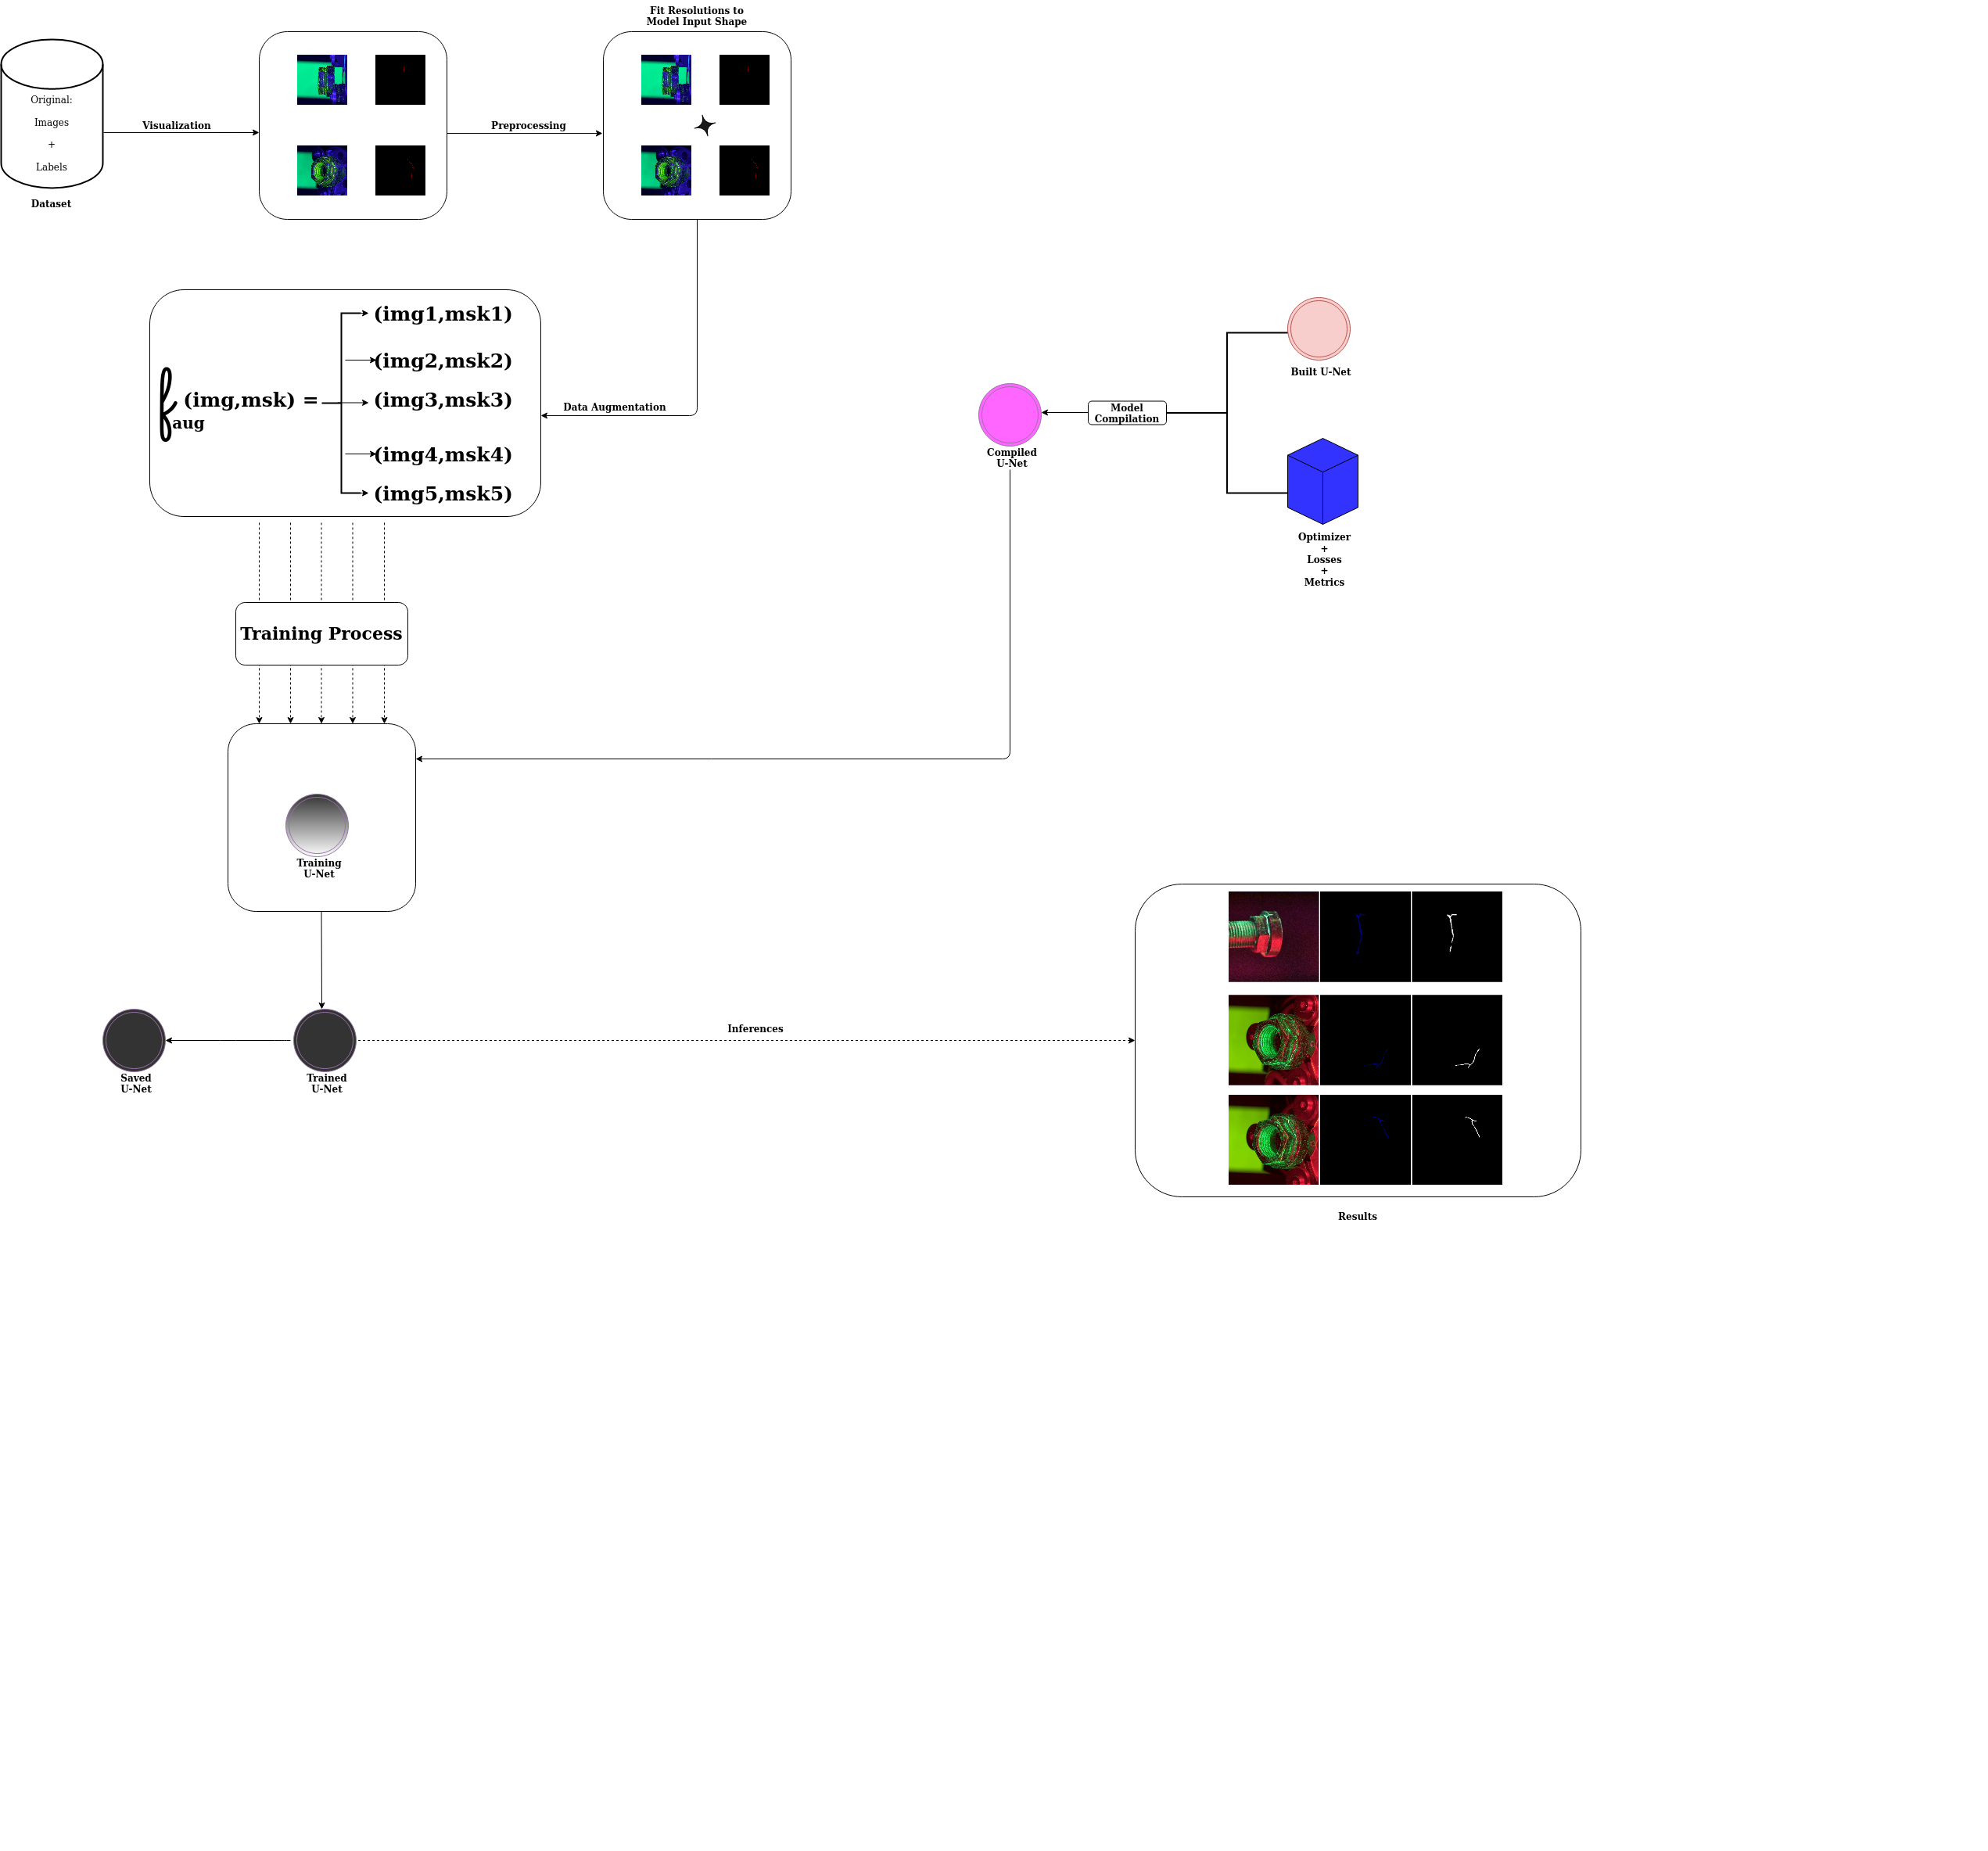 Fit Resolutions to
Model Input Shape
Original:
Images
+
Labels
Dataset
Visualization
Preprocessing
(img1,msk1)
(img2,msk2)
f (img,msk) =
aug
(img3,msk3)
(img4,msk4)
(img5,msk5)
Data Augmentation
Built U-Net
Model
Compilation
Compiled
U-Net
Optimizer
+
Losses
+
Metrics
Training Process
Training
U-Net
Saved
U-Net
Trained
U-Net
Inferences
Results